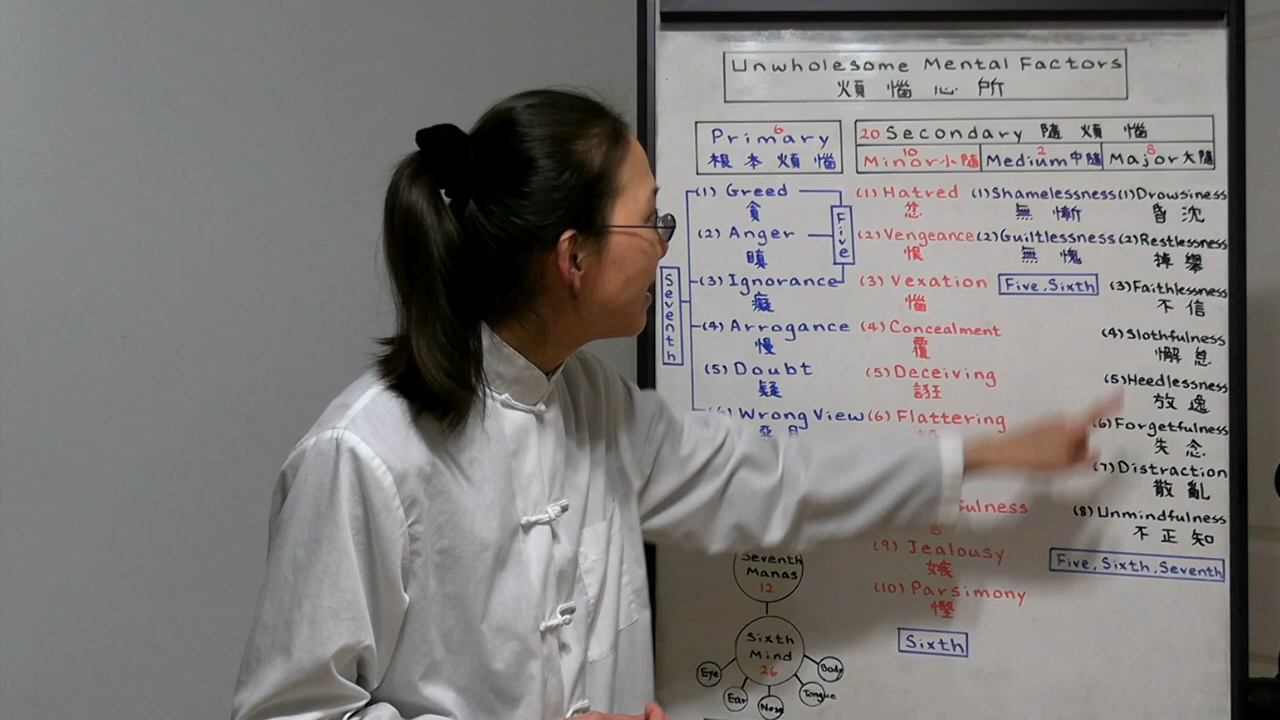 Unwholesome Mental Factors
煩 惱 心 所
6
Primary
根 本 煩 惱
20 Secondary 隨 煩 惱
10
Minor 小隨
2
Medium 中隨
8
Major 大隨
Seventh
Five
(1) Greed
貪
(2) Anger
瞋
(3) Ignorance
癡
(4) Arrogance
慢
(5) Doubt
疑
Wrong View
(1) Hatred
忿
(2) Vengeance
恨
(3) Vexation
惱
(4) Concealment
覆
(5) Deceiving
誑
(6) Flattering
fulness
(9) Jealousy
嫉
(10) Parsimony
慳
Sixth
(1) Shamelessness
無 慚
(2) Guiltlessness
無 愧
Five, Sixth
(1) Drowsiness
昏 沈
(2) Restlessness
掉 舉
(3) Faithlessness
不 信
(4) Slothfulness
懈 怠
(5) Heedlessness
放 逸
(6) Forgetfulness
失 念
(7) Distraction
散 亂
(8) Unmindfulness
不 正 知
Five, Sixth, Seventh
Seventh
Manas
12
Sixth
Mind
26
Eye
Ear
Nose
Tongue
Body